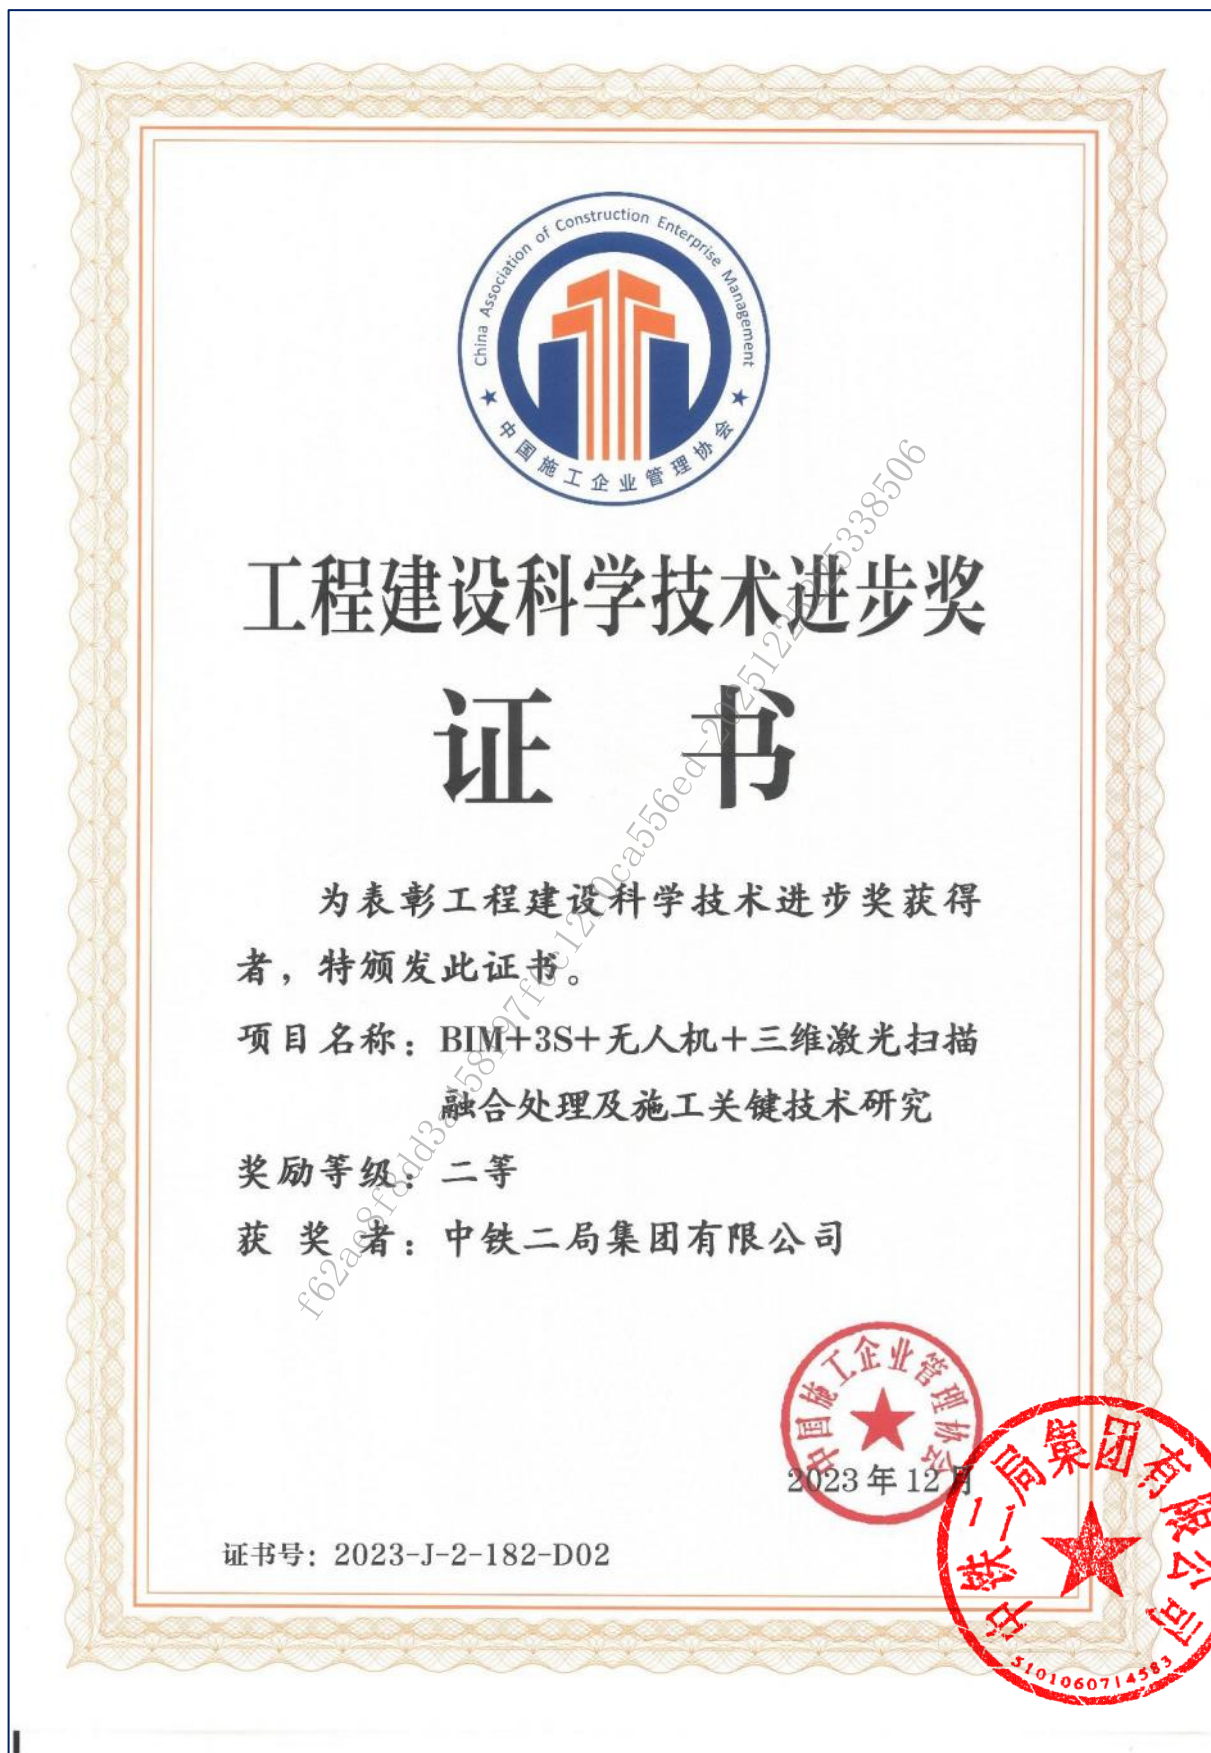 China Association of Construction Enterprise Management
中国施工企业管理协会
工程建设科学技术进步奖
证 书
为表彰工程建设科学技术进步奖获得
者，特颁发此证书。
项目名称：BIM+3S+无人机+三维激光扫描
融合处理及施工关键技术研究
奖励等级：二等
获 奖 者：中铁二局集团有限公司
中国施工企业管理协会
2023年12月
证书号：2023-J-2-182-D02
中铁二局集团有限公司
5101060714583